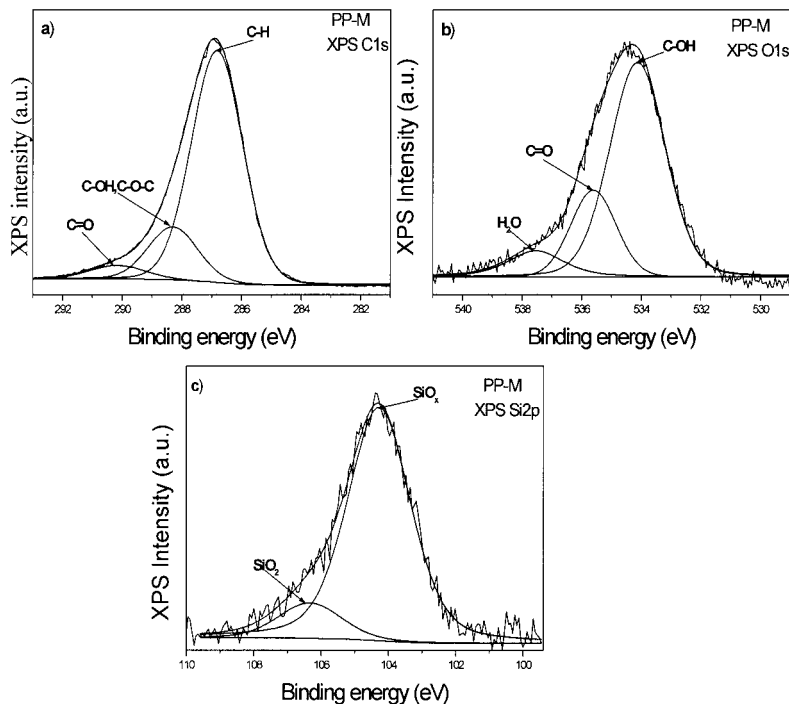 a)
PP-M
XPS C1s
C-H
C-OH,C-O-C
C=O
XPS intensity (a.u.)
292 290 288 286 284 282
Binding energy (eV)
b)
PP-M
XPS O1s
C-OH
C=O
H2O
XPS Intensity (a.u.)
540 538 536 534 532 530
Binding energy (eV)
c)
PP-M
XPS Si2p
SiOx
SiO2
XPS Intensity (a.u.)
110 108 106 104 102 100
Binding energy (eV)